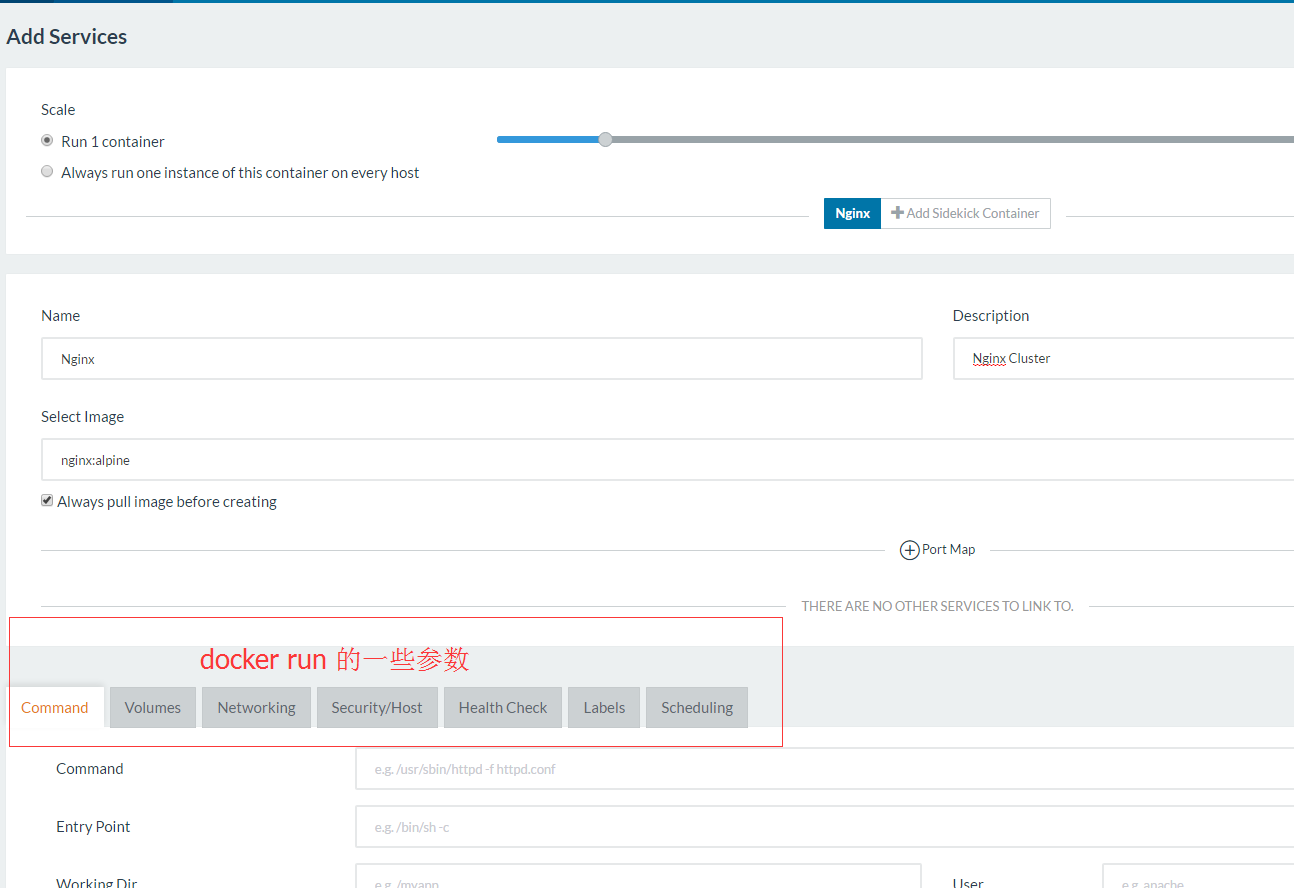 Add Services
Scale
Run 1 container
Always run one instance of this container on every host
Nginx Add Sidekick Container
Name Description
Nginx Nginx Cluster
Select Image
nginx:alpine
Always pull image before creating
Port Map
THERE ARE NO OTHER SERVICES TO LINK TO.
docker run 的一些参数
Command Volumes Networking Security/Host Health Check Labels Scheduling
Command e.g. /usr/sbin/httpd -f httpd.conf
Entry Point e.g. /bin/sh -c
Working Dir e.g. /myapp User e.g. apache